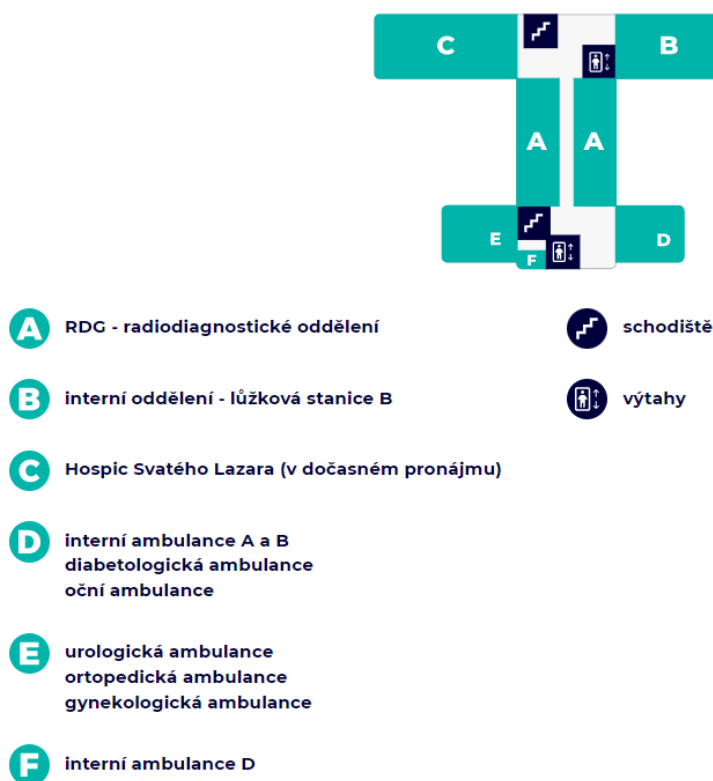 C
B
A A
E
D
F
A RDG - radiodiagnostické oddělení
schodiště
B interní oddělení - lůžková stanice B
výtahy
C Hospic Svatého Lazara (v dočasném pronájmu)
D interní ambulance A a B
diabetologická ambulance
oční ambulance
E urologická ambulance
ortopedická ambulance
gynekologická ambulance
F interní ambulance D